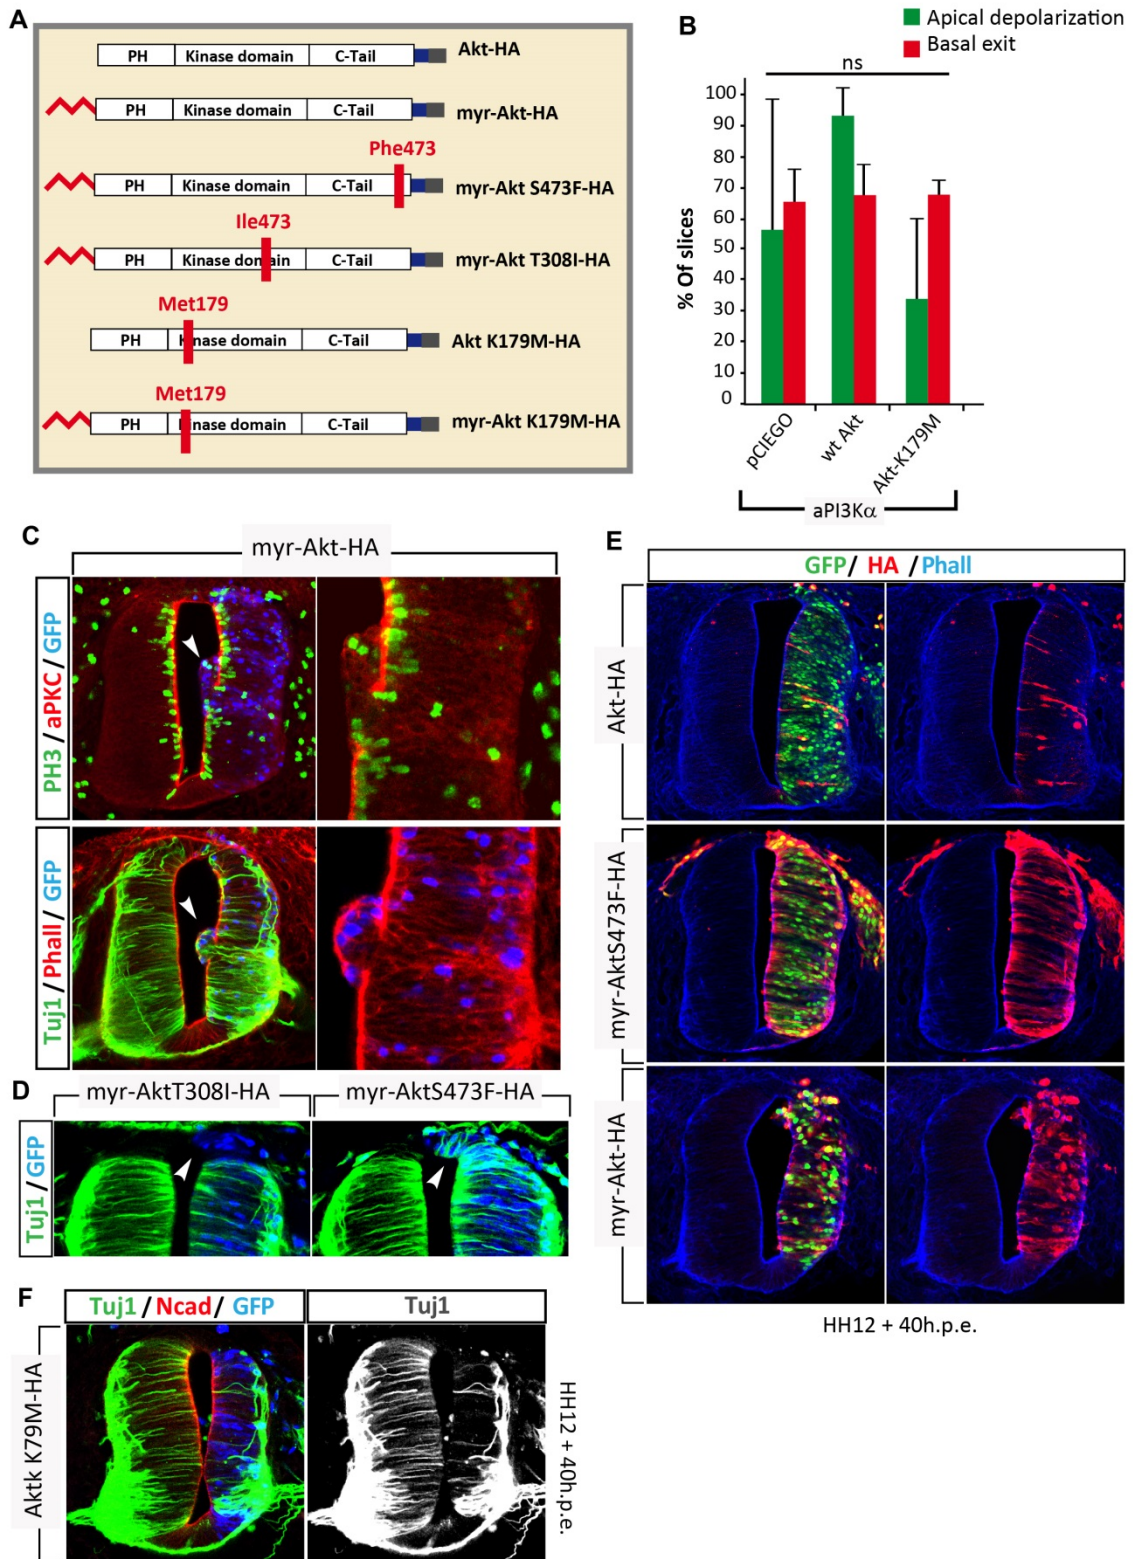 A
PH Kinase domain C-Tail Akt-HA
PH Kinase domain C-Tail myr-Akt-HA
Phe473
PH Kinase domain C-Tail myr-Akt S473F-HA
Ile473
PH Kinase domain C-Tail myr-Akt T308I-HA
Met179
PH Kinase domain C-Tail Akt K179M-HA
Met179
PH Kinase domain C-Tail myr-Akt K179M-HA
B
Apical depolarization
Basal exit
ns
% Of slices
100
90
80
70
60
50
40
30
20
10
0
pCIEGO
wt Akt
Akt-K179M
aPI3Kα
C
myr-Akt-HA
PH3 / aPKC / GFP
Tuj1 / Phall / GFP
D
myr-AktT308I-HA
myr-AktS473F-HA
Tuj1 / GFP
E
GFP / HA / Phall
Akt-HA
myr-AktS473F-HA
myr-Akt-HA
HH12 + 40h.p.e.
F
Tuj1 / Ncad / GFP
Tuj1
Aktk K79M-HA
HH12 + 40h.p.e.